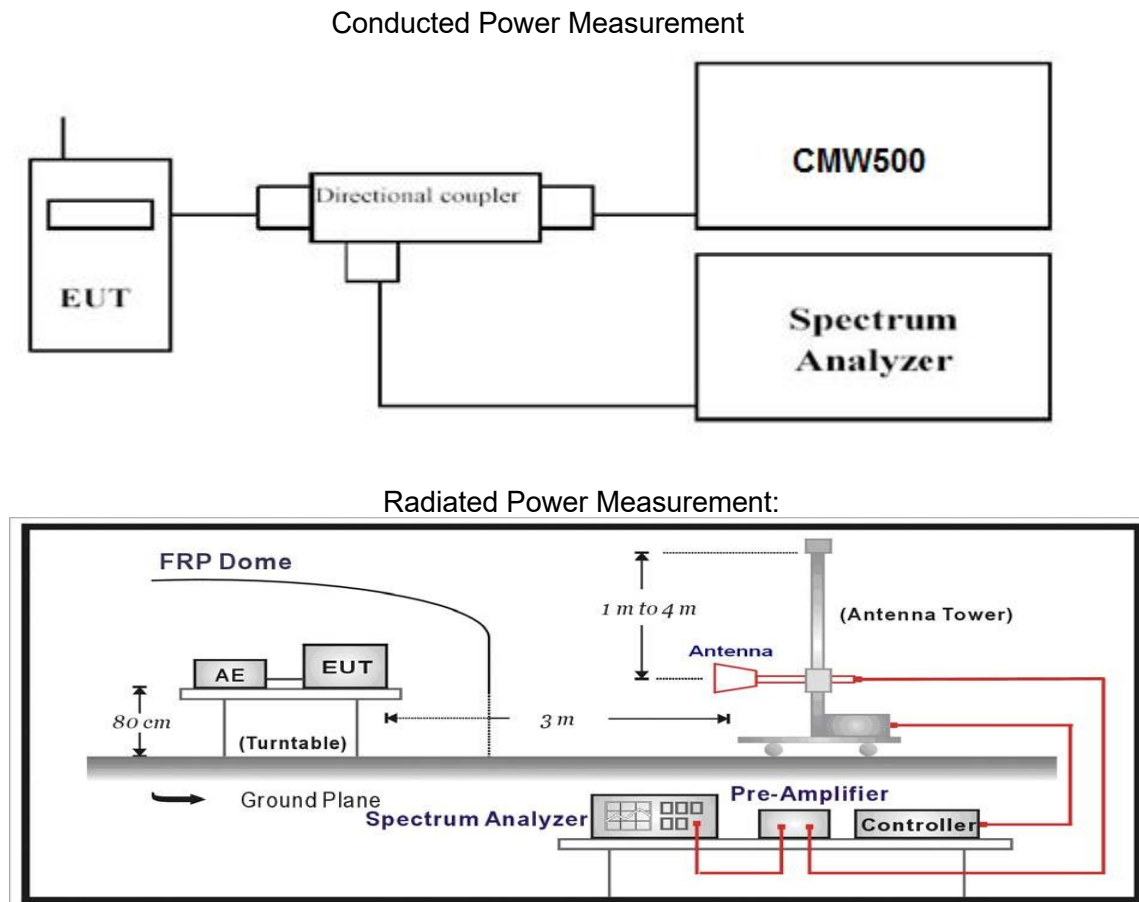 Conducted Power Measurement
CMW500
Directional coupler
EUT
Spectrum
Analyzer
Radiated Power Measurement:
FRP Dome
1 m to 4 m
(Antenna Tower)
Antenna
AE
EUT
80 cm
3 m
(Turntable)
Ground Plane
Pre-Amplifier
Spectrum Analyzer
Controller